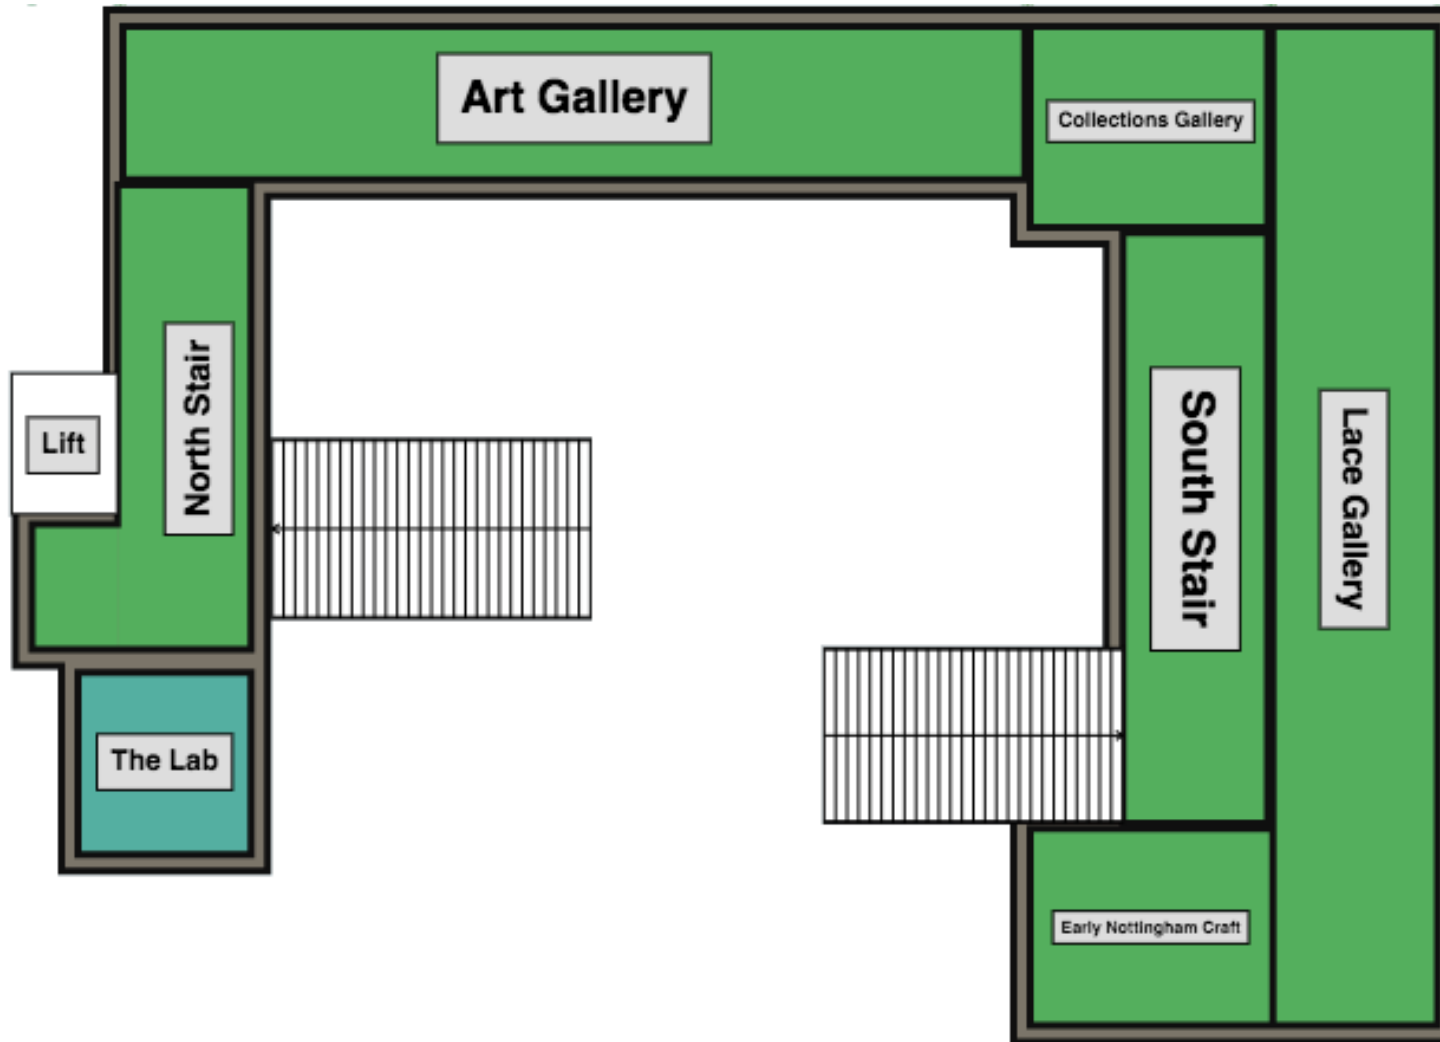 Art Gallery
Collections Gallery
North Stair
Lift
South Stair
Lace Gallery
The Lab
Early Nottingham Craft